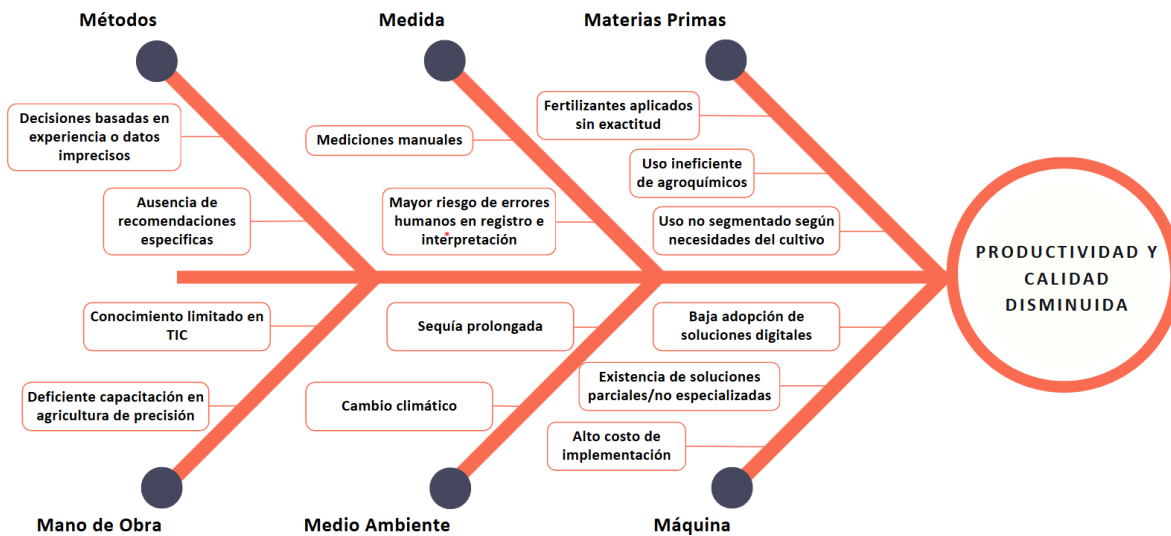 Métodos
Medida
Materias Primas
Decisiones basadas en
experiencia o datos
imprecisos
Ausencia de
recomendaciones
especificas
Mediciones manuales
Mayor riesgo de errores
humanos en registro e
interpretación
Fertilizantes aplicados
sin exactitud
Uso ineficiente
de agroquímicos
Uso no segmentado según
necesidades del cultivo
PRODUCTIVIDAD Y
CALIDAD
DISMINUIDA
Conocimiento limitado en
TIC
Deficiente capacitación en
agricultura de precisión
Sequía prolongada
Cambio climático
Baja adopción de
soluciones digitales
Existencia de soluciones
parciales/no especializadas
Alto costo de
implementación
Mano de Obra
Medio Ambiente
Máquina